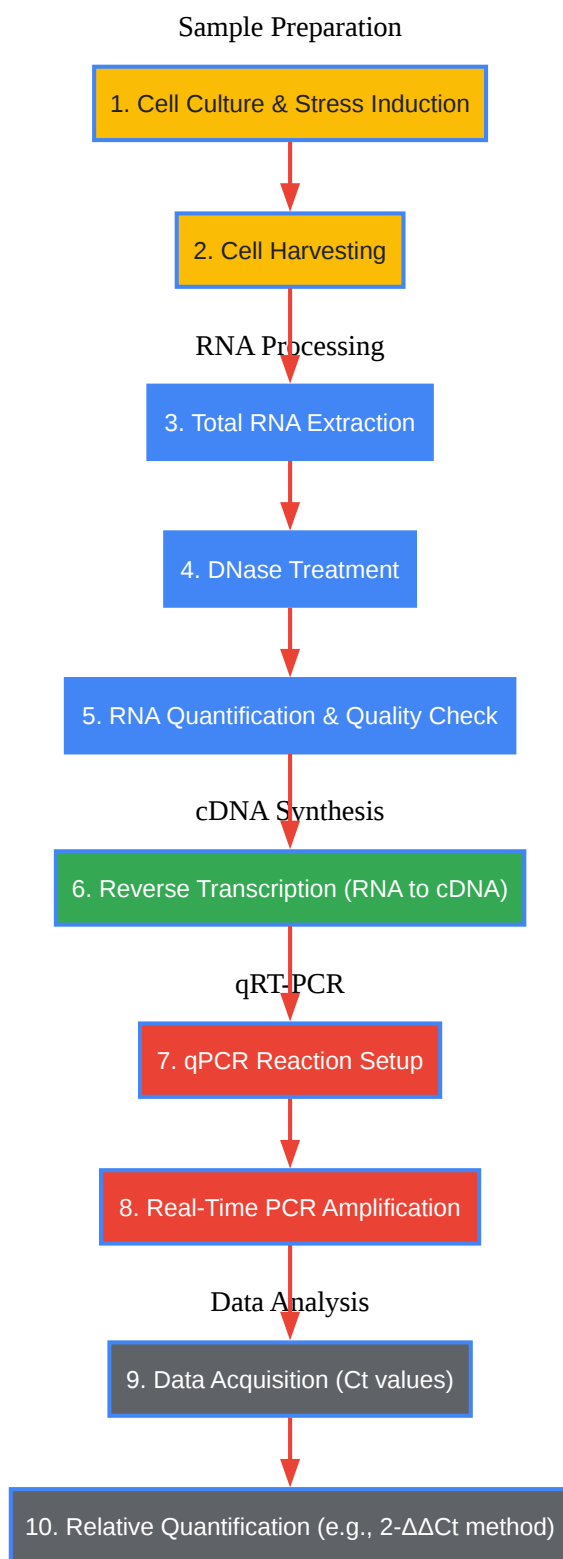 Sample Preparation
1. Cell Culture & Stress Induction
2. Cell Harvesting
RNA Processing
3. Total RNA Extraction
4. DNase Treatment
5. RNA Quantification & Quality Check
cDNA Synthesis
6. Reverse Transcription (RNA to cDNA)
qRT-PCR
7. qPCR Reaction Setup
8. Real-Time PCR Amplification
Data Analysis
9. Data Acquisition (Ct values)
10. Relative Quantification (e.g., 2-ΔΔCt method)